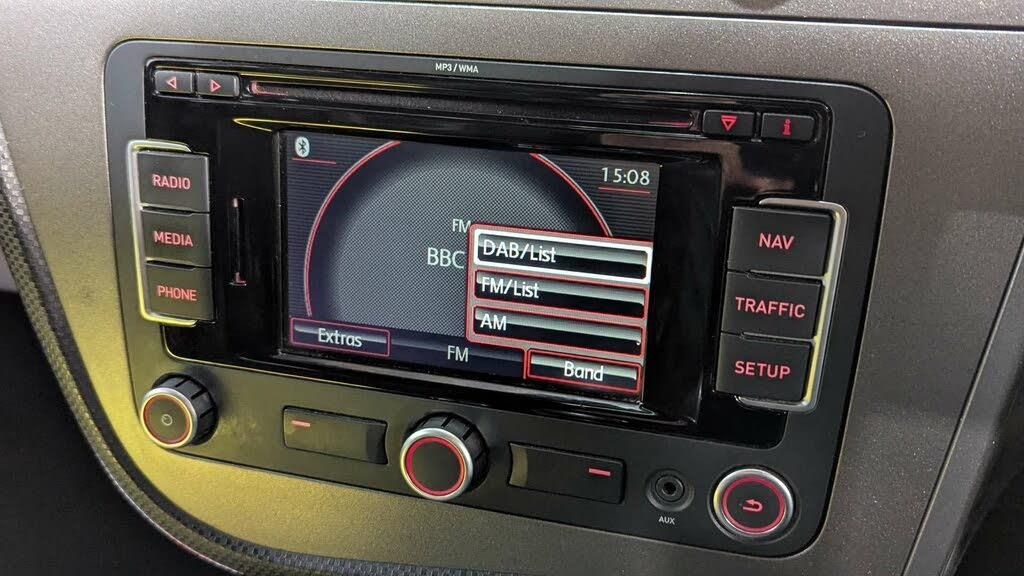 MP3/WMA
i
RADIO
MEDIA
PHONE
15:08
FM
BBC
DAB/List
FM/List
AM
Extras
FM
Band
NAV
TRAFFIC
SETUP
AUX